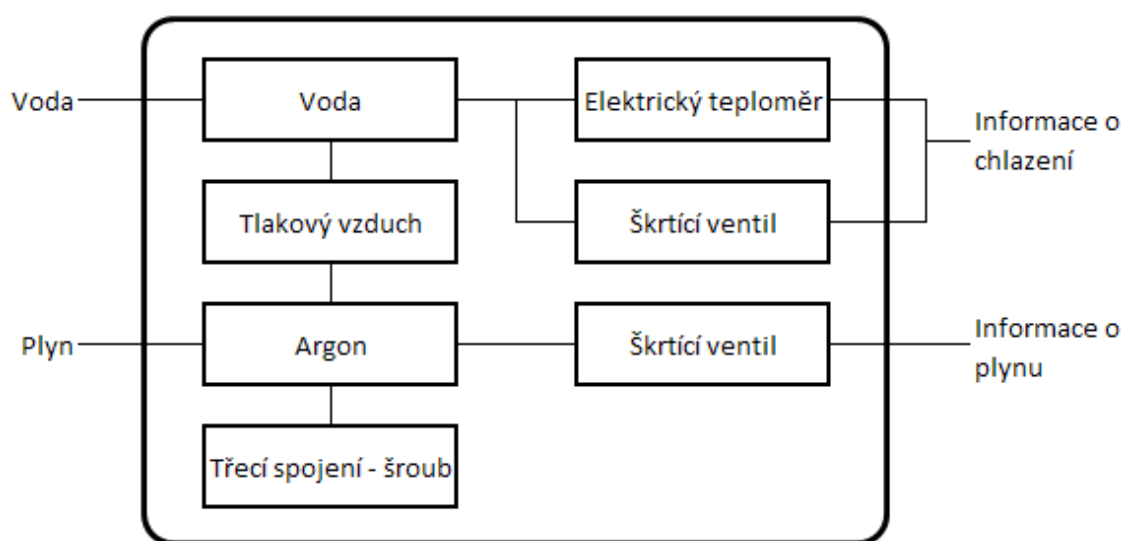 Voda
Voda
Elektrický teploměr
Informace o
chlazení
Tlakový vzduch
Škrtící ventil
Plyn
Argon
Škrtící ventil
Informace o
plynu
Třecí spojení - šroub